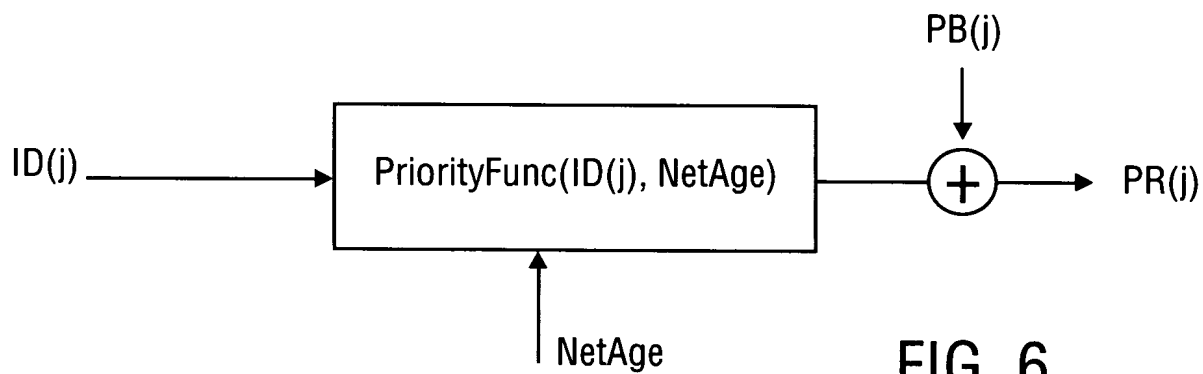 PB(j)
ID(j)
PriorityFunc(ID(j), NetAge)
+
PR(j)
NetAge
FIG. 6